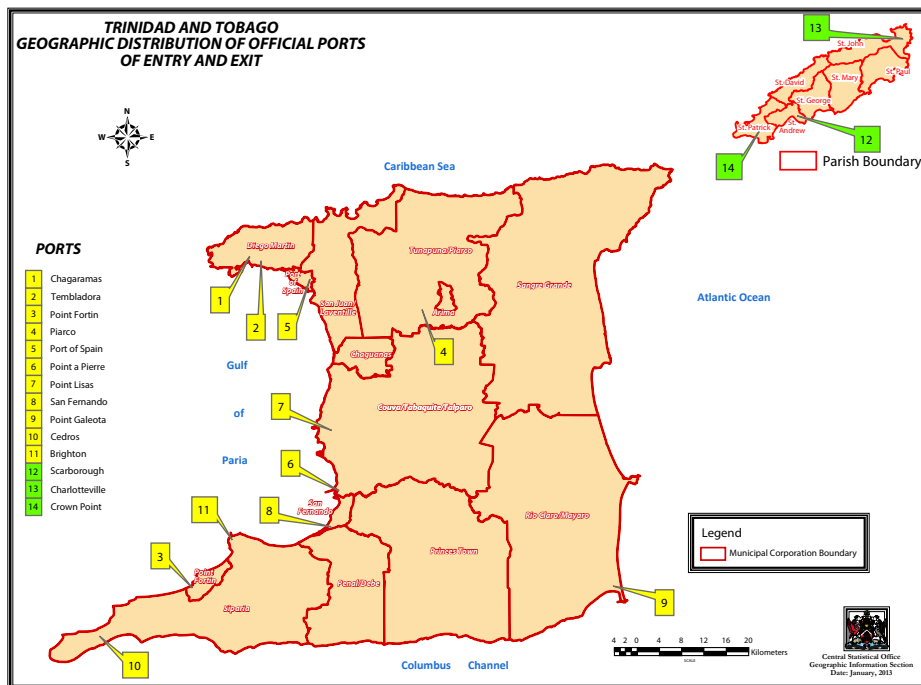 TRINIDAD AND TOBAGO
GEOGRAPHIC DISTRIBUTION OF OFFICIAL PORTS
OF ENTRY AND EXIT
N
W E
S
PORTS
1 Chagaramas
2 Tembladora
3 Point Fortin
4 Piarco
5 Port of Spain
6 Point a Pierre
7 Point Lisas
8 San Fernando
9 Point Galeota
10 Cedros
11 Brighton
12 Scarborough
13 Charlotteville
14 Crown Point
13
St. John
St. Paul
St. Mary
St. David
St. George
St. Patrick
St.
Andrew
12
14
Parish Boundary
Caribbean Sea
Diego Martin
Port
of
Spain
San Juan/
Laventille
Tunapuna/Piarco
Arima
Sangre Grande
Atlantic Ocean
1
2
5
4
Chaguanas
Gulf
of
Paria
Couva/Tabaquite/Talparo
7
6
San
Fernando
8
11
3
Point
Fortin
Siparia
Penal/Debe
Princes Town
Rio Claro/Mayaro
9
10
Columbus Channel
Legend
Municipal Corporation Boundary
4 2 0 4 8 12 16 20
Kilometers
SCALE
Central Statistical Office
Geographic Information Section
Date: January, 2013